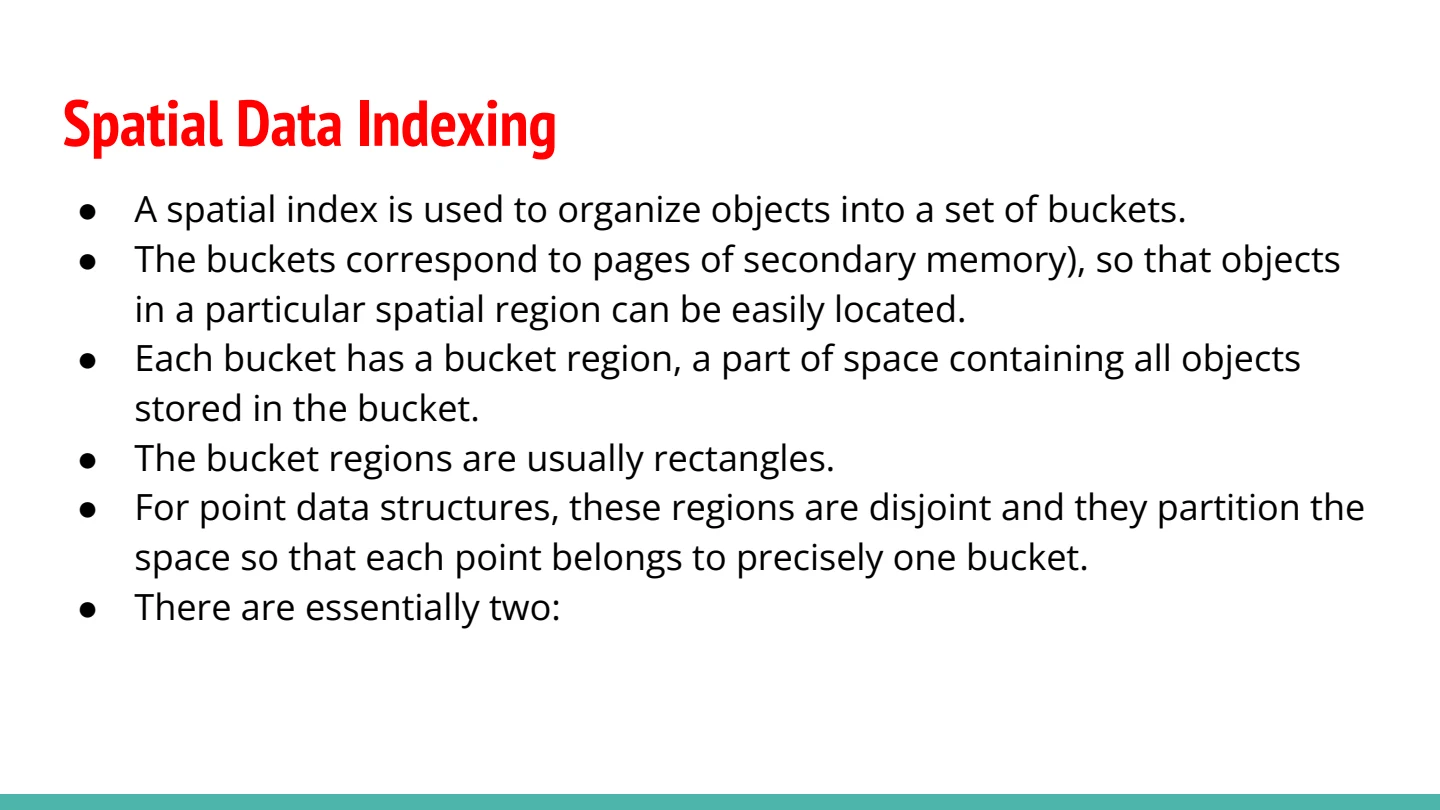 Spatial Data Indexing
● A spatial index is used to organize objects into a set of buckets.
● The buckets correspond to pages of secondary memory), so that objects
in a particular spatial region can be easily located.
● Each bucket has a bucket region, a part of space containing all objects
stored in the bucket.
● The bucket regions are usually rectangles.
● For point data structures, these regions are disjoint and they partition the
space so that each point belongs to precisely one bucket.
● There are essentially two: